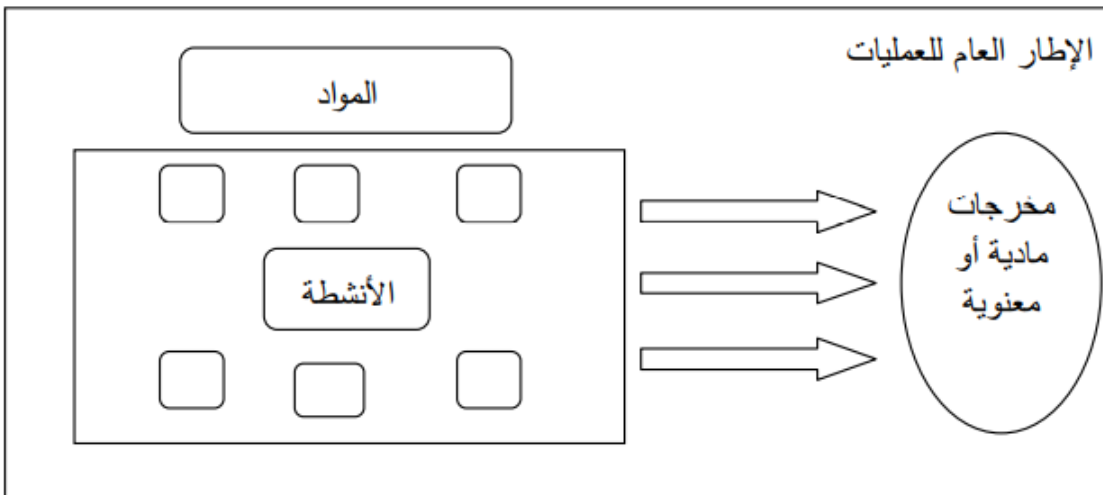 الإطار العام للعمليات
المواد
الأنشطة
مخرجات
مادية أو
معنوية